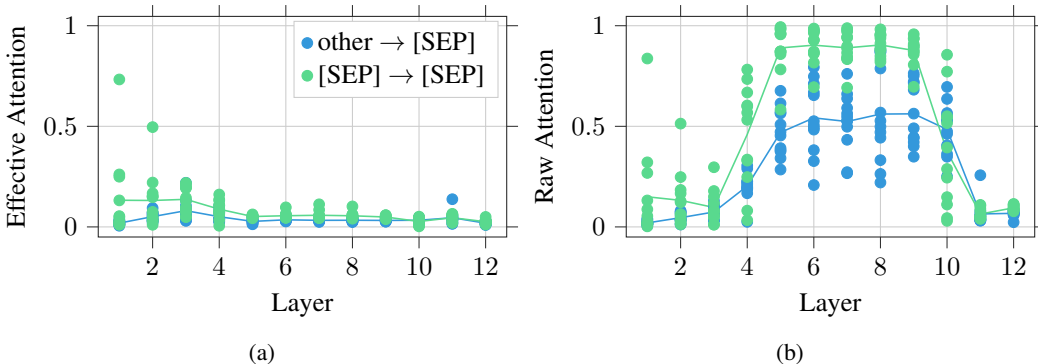 Effective Attention
1
0.5
0
other → [SEP]
[SEP] → [SEP]
2 4 6 8 10 12
Layer
(a)
Raw Attention
1
0.5
0
2 4 6 8 10 12
Layer
(b)